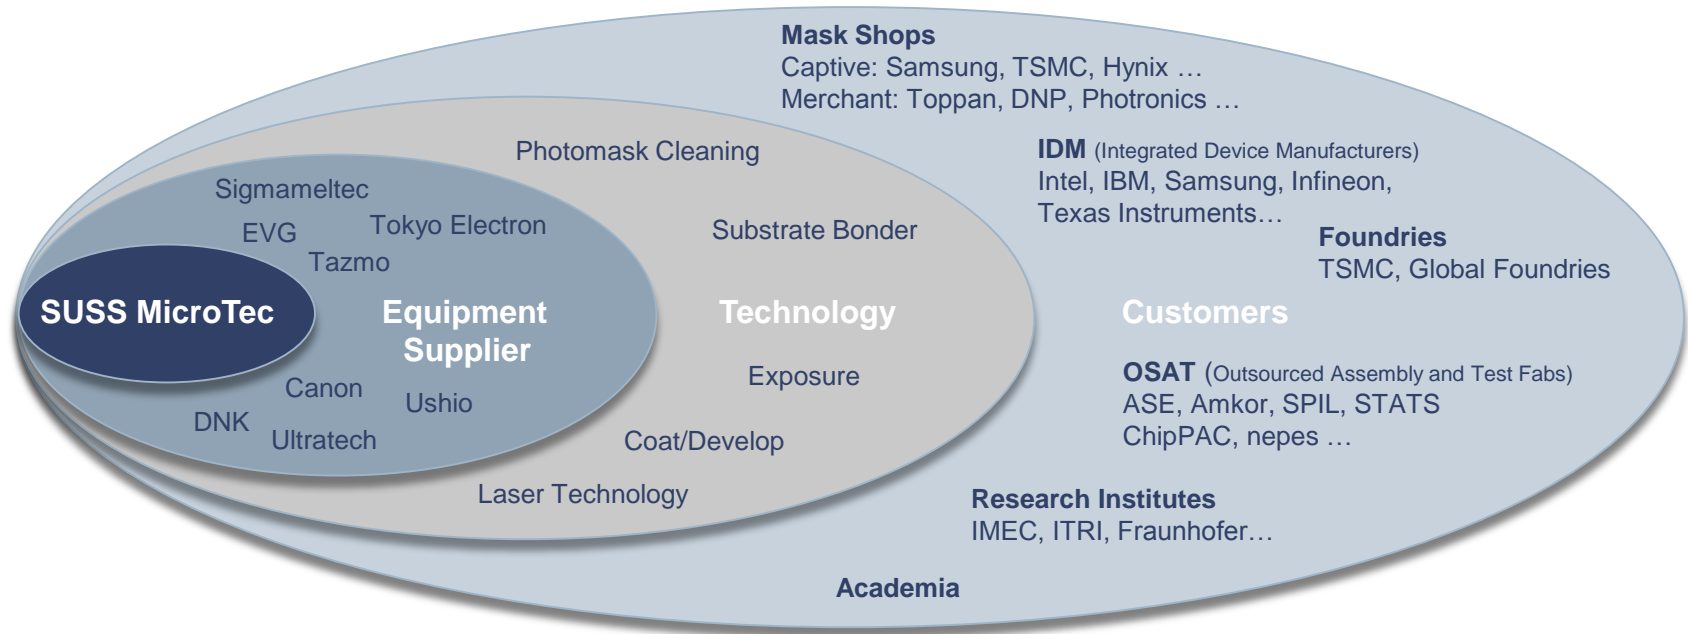 Mask Shops
Captive: Samsung, TSMC, Hynix …
Merchant: Toppan, DNP, Photronics …
Photomask Cleaning
IDM (Integrated Device Manufacturers)
Intel, IBM, Samsung, Infineon,
Texas Instruments…
Sigmameltec
Tokyo Electron
EVG
Tazmo
Substrate Bonder
Foundries
TSMC, Global Foundries
SUSS MicroTec
Equipment
Supplier
Technology
Customers
Exposure
OSAT (Outsourced Assembly and Test Fabs)
ASE, Amkor, SPIL, STATS
ChipPAC, nepes …
Canon
Ushio
DNK
Ultratech
Coat/Develop
Laser Technology
Research Institutes
IMEC, ITRI, Fraunhofer…
Academia